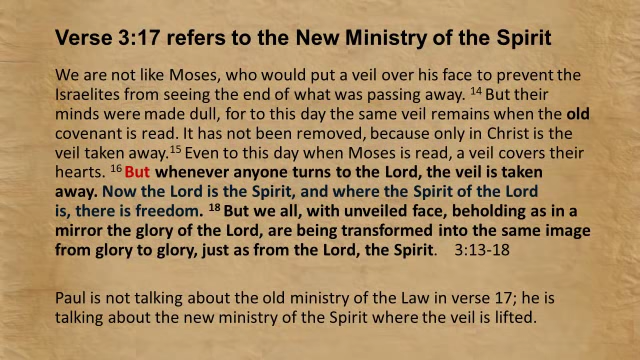 Verse 3:17 refers to the New Ministry of the Spirit
We are not like Moses, who would put a veil over his face to prevent the
Israelites from seeing the end of what was passing away. 14 But their
minds were made dull, for to this day the same veil remains when the old
covenant is read. It has not been removed, because only in Christ is the
veil taken away.15 Even to this day when Moses is read, a veil covers their
hearts. 16 But whenever anyone turns to the Lord, the veil is taken
away. Now the Lord is the Spirit, and where the Spirit of the Lord
is, there is freedom. 18 But we all, with unveiled face, beholding as in a
mirror the glory of the Lord, are being transformed into the same image
from glory to glory, just as from the Lord, the Spirit. 3:13-18
Paul is not talking about the old ministry of the Law in verse 17; he is
talking about the new ministry of the Spirit where the veil is lifted.